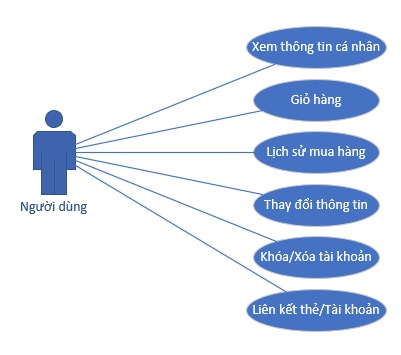 Xem thông tin cá nhân
Giỏ hàng
Lịch sử mua hàng
Người dùng
Thay đổi thông tin
Khóa/Xóa tài khoản
Liên kết thẻ/Tài khoản